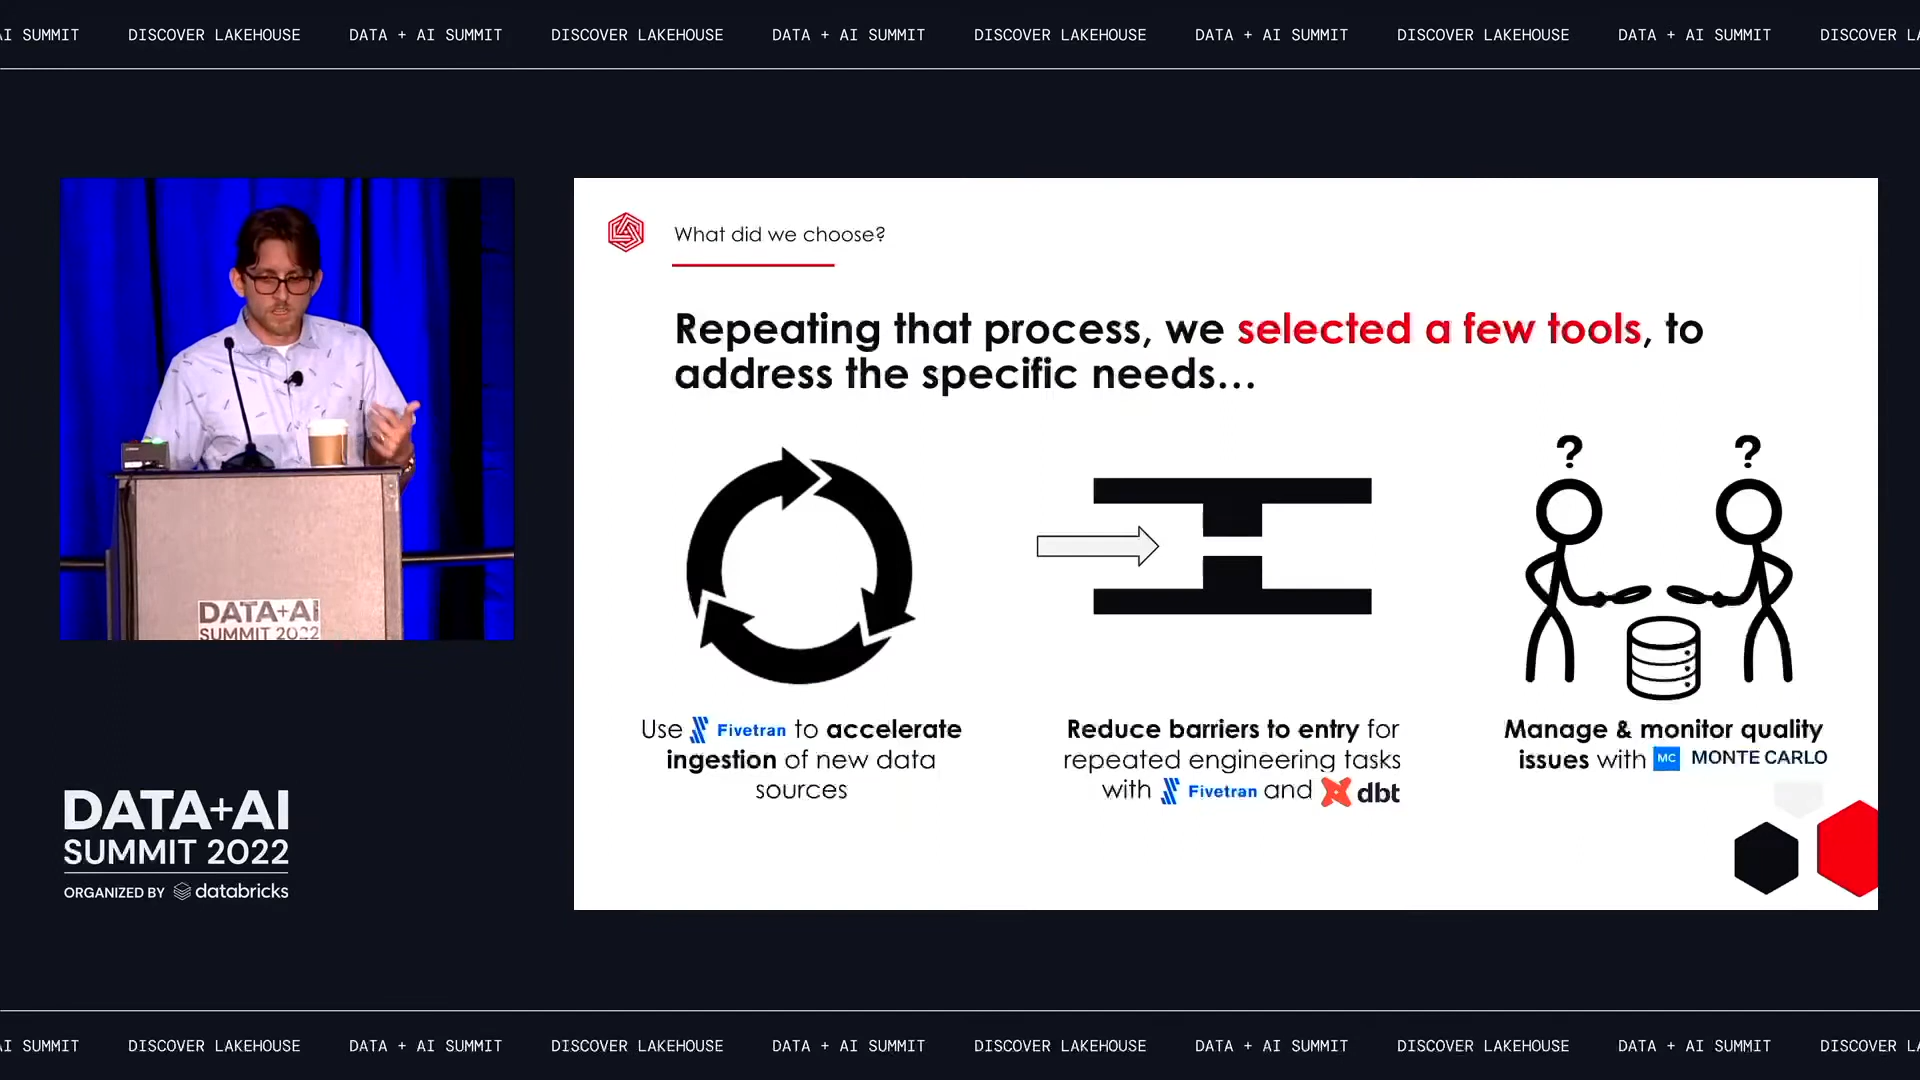 AI SUMMIT DISCOVER LAKEHOUSE DATA + AI SUMMIT DISCOVER LAKEHOUSE DATA + AI SUMMIT DISCOVER LAKEHOUSE DATA + AI SUMMIT DISCOVER LAKEHOUSE DATA + AI SUMMIT DISCOVER
What did we choose?
Repeating that process, we selected a few tools, to
address the specific needs...
? ?
Use Fivetran to accelerate
ingestion of new data
sources
Reduce barriers to entry for
repeated engineering tasks
with Fivetran and dbt
Manage & monitor quality
issues with MC MONTE CARLO
DATA+AI
SUMMIT 2022
DATA+AI
SUMMIT 2022
ORGANIZED BY databricks
AI SUMMIT DISCOVER LAKEHOUSE DATA + AI SUMMIT DISCOVER LAKEHOUSE DATA + AI SUMMIT DISCOVER LAKEHOUSE DATA + AI SUMMIT DISCOVER LAKEHOUSE DATA + AI SUMMIT DISCOVER